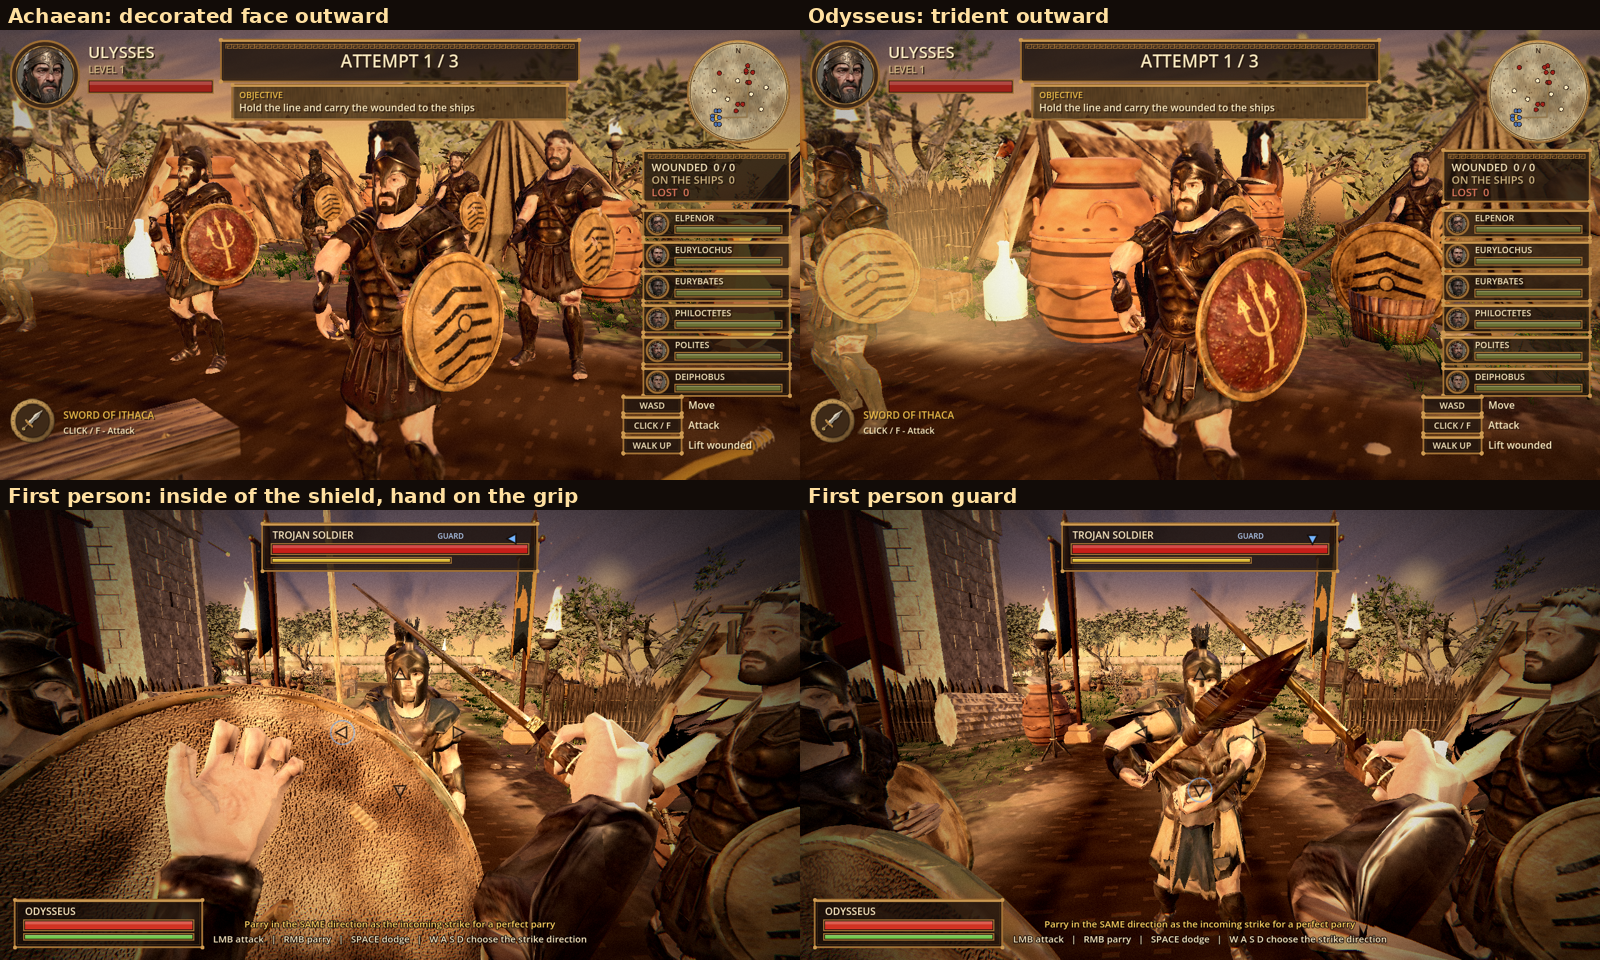 Achaean: decorated face outward
ULYSSES
LEVEL 1
ATTEMPT 1 / 3
OBJECTIVE
Hold the line and carry the wounded to the ships
N
WOUNDED 0 / 0
ON THE SHIPS 0
LOST 0
ELPENOR
EURYLOCHUS
EURYBATES
PHILOCTETES
POLITES
DEIPHOBUS
SWORD OF ITHACA
CLICK / F - Attack
WASD Move
CLICK / F Attack
WALK UP Lift wounded
Odysseus: trident outward
ULYSSES
LEVEL 1
ATTEMPT 1 / 3
OBJECTIVE
Hold the line and carry the wounded to the ships
N
WOUNDED 0 / 0
ON THE SHIPS 0
LOST 0
ELPENOR
EURYLOCHUS
EURYBATES
PHILOCTETES
POLITES
DEIPHOBUS
SWORD OF ITHACA
CLICK / F - Attack
WASD Move
CLICK / F Attack
WALK UP Lift wounded
First person: inside of the shield, hand on the grip
TROJAN SOLDIER GUARD
ODYSSEUS
Parry in the SAME direction as the incoming strike for a perfect parry
LMB attack | RMB parry | SPACE dodge | W A S D choose the strike direction
First person guard
TROJAN SOLDIER GUARD
ODYSSEUS
Parry in the SAME direction as the incoming strike for a perfect parry
LMB attack | RMB parry | SPACE dodge | W A S D choose the strike direction